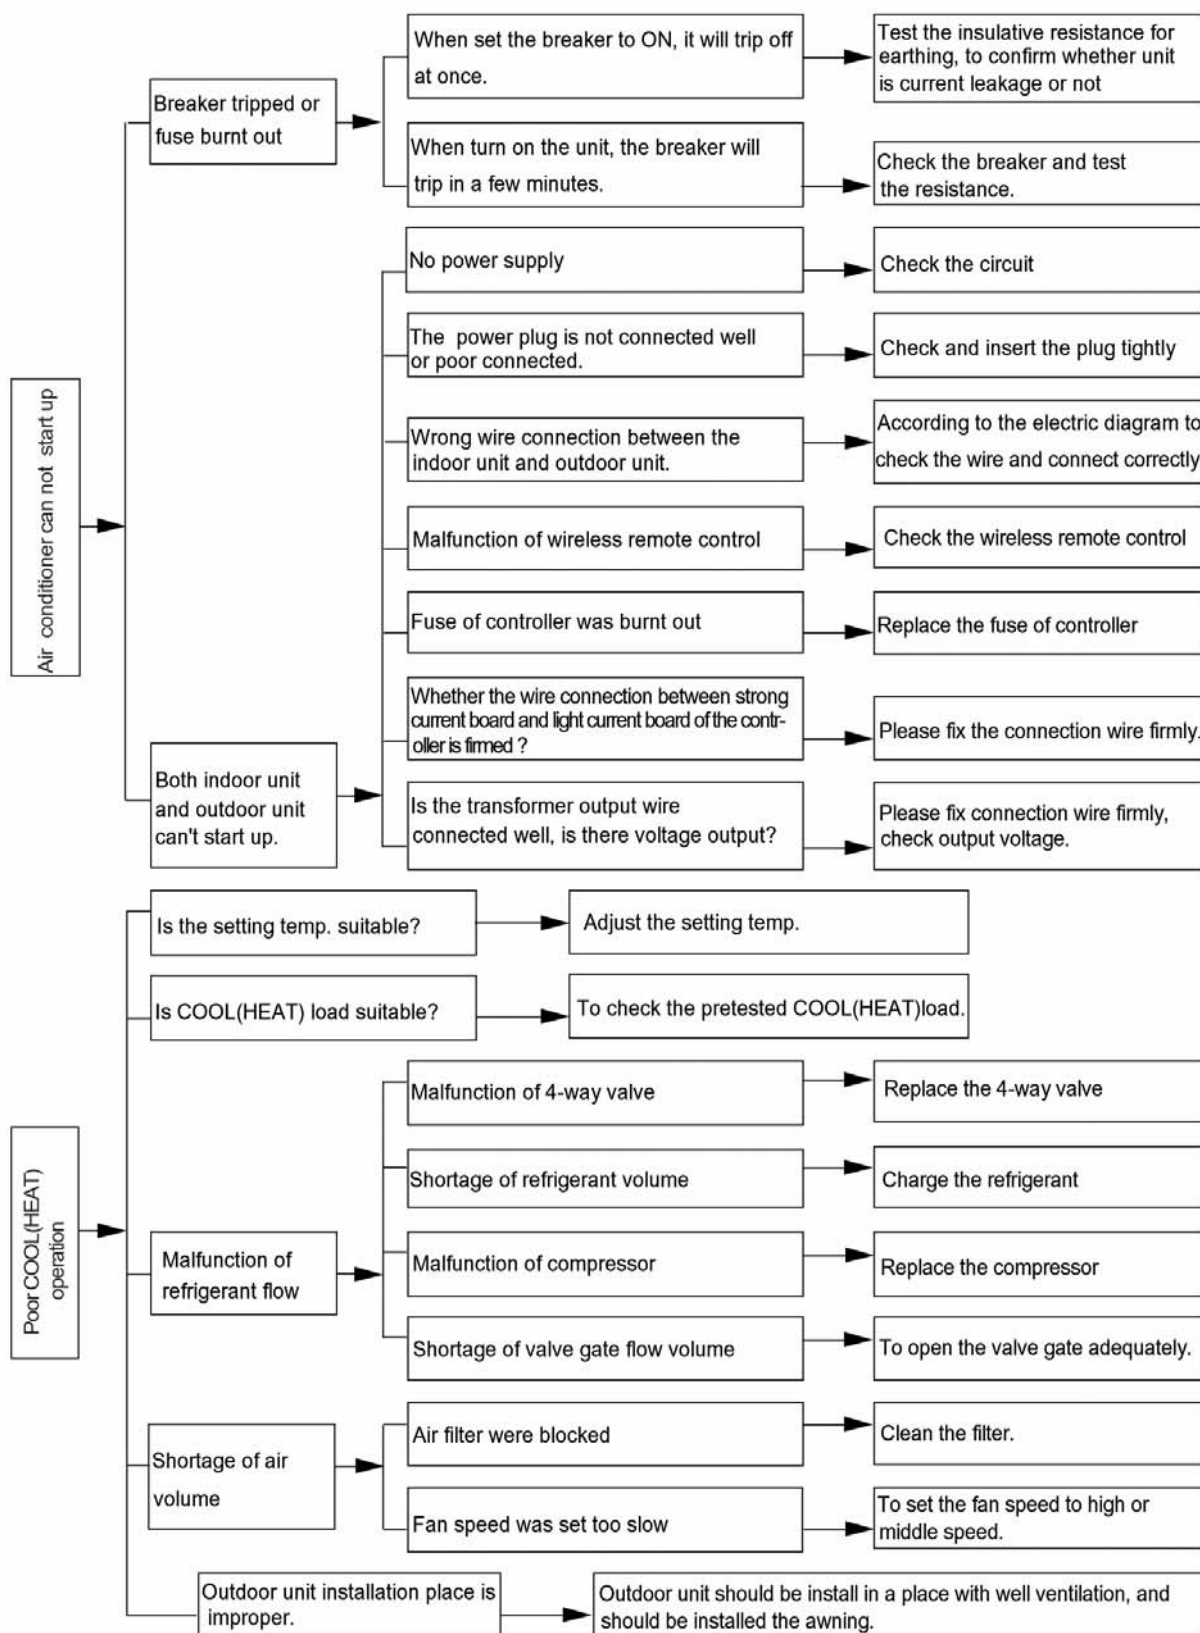 Air conditioner can not start up
Breaker tripped or
fuse burnt out
When set the breaker to ON, it will trip off
at once.
Test the insulative resistance for
earthing, to confirm whether unit
is current leakage or not
When turn on the unit, the breaker will
trip in a few minutes.
Check the breaker and test
the resistance.
Both indoor unit
and outdoor unit
can't start up.
No power supply
Check the circuit
The power plug is not connected well
or poor connected.
Check and insert the plug tightly
Wrong wire connection between the
indoor unit and outdoor unit.
According to the electric diagram to
check the wire and connect correctly
Malfunction of wireless remote control
Check the wireless remote control
Fuse of controller was burnt out
Replace the fuse of controller
Whether the wire connection between strong
current board and light current board of the contr-
oller is firmed ?
Please fix the connection wire firmly.
Is the transformer output wire
connected well, is there voltage output?
Please fix connection wire firmly,
check output voltage.
Poor COOL(HEAT)
operation
Is the setting temp. suitable?
Adjust the setting temp.
Is COOL(HEAT) load suitable?
To check the pretested COOL(HEAT)load.
Malfunction of
refrigerant flow
Malfunction of 4-way valve
Replace the 4-way valve
Shortage of refrigerant volume
Charge the refrigerant
Malfunction of compressor
Replace the compressor
Shortage of valve gate flow volume
To open the valve gate adequately.
Shortage of air
volume
Air filter were blocked
Clean the filter.
Fan speed was set too slow
To set the fan speed to high or
middle speed.
Outdoor unit installation place is
improper.
Outdoor unit should be install in a place with well ventilation, and
should be installed the awning.